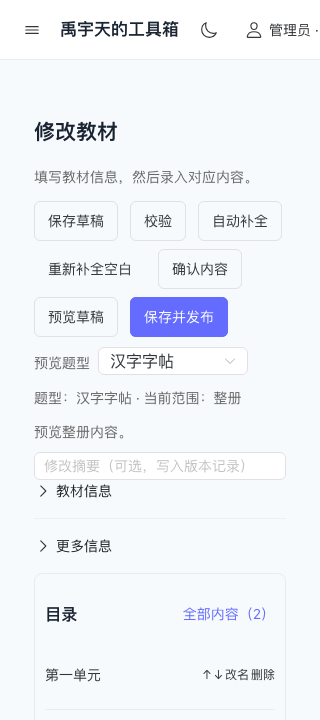 禹宇天的工具箱 管理员 ·
修改教材
填写教材信息，然后录入对应内容。
保存草稿 校验 自动补全
重新补全空白 确认内容
预览草稿 保存并发布
预览题型 汉字字帖
题型：汉字字帖 · 当前范围：整册
预览整册内容。
修改摘要（可选，写入版本记录）
教材信息
更多信息
目录 全部内容（2）
第一单元 ↑ ↓ 改名 删除